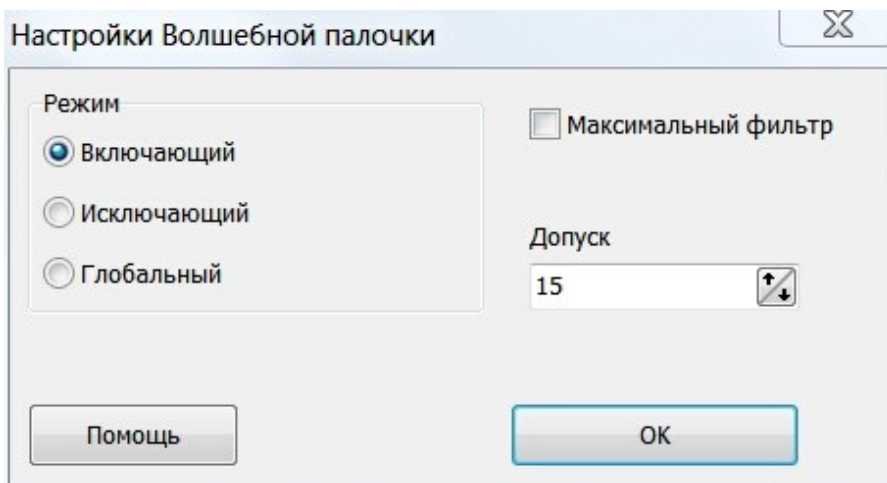 Настройки Волшебной палочки
Режим
Включающий
Исключающий
Глобальный
Максимальный фильтр
Допуск
15
Помощь
OK